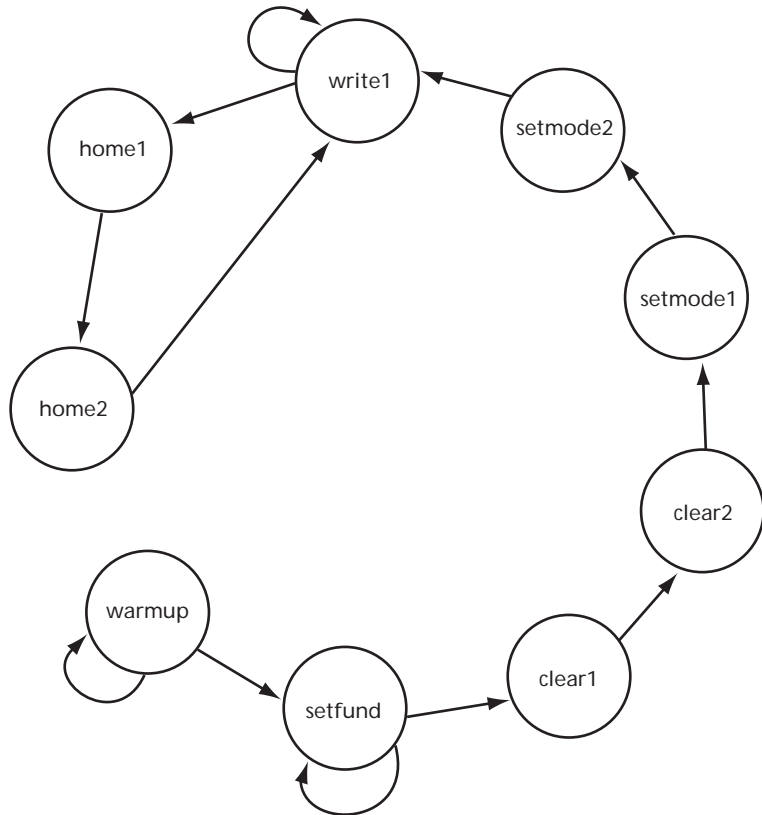 write1
setmode2
home1
setmode1
home2
clear2
warmup
clear1
setfund